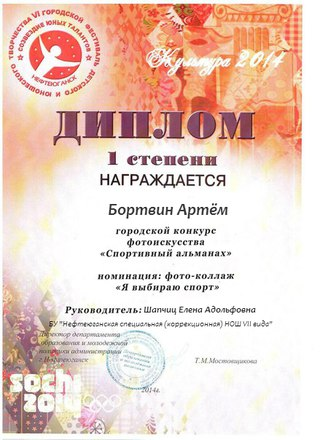 ТВОРЧЕСТВА VI ГОРОДСКОЙ ФЕСТИВАЛЬ ДЕТСКОГО И ЮНОШЕСКОГО
СОЗВЕЗДИЕ ЮНЫХ ТАЛАНТОВ
НЕФТЕЮГАНСК
Культура 2014
ДИПЛОМ
1 степени
НАГРАЖДАЕТСЯ
Бортвин Артём
городской конкурс
фотоискусства
«Спортивный альманах»
номинация: фото-коллаж
«Я выбираю спорт»
Руководитель: Шапчиц Елена Адольфовна
БУ "Нефтеюганская специальная (коррекционная) НОШ VII вида"
Директор департамента
образования и молодежной
политики администрации
г.Нефтеюганск
Т.М.Мостовщикова
2014г.
sochi
2014